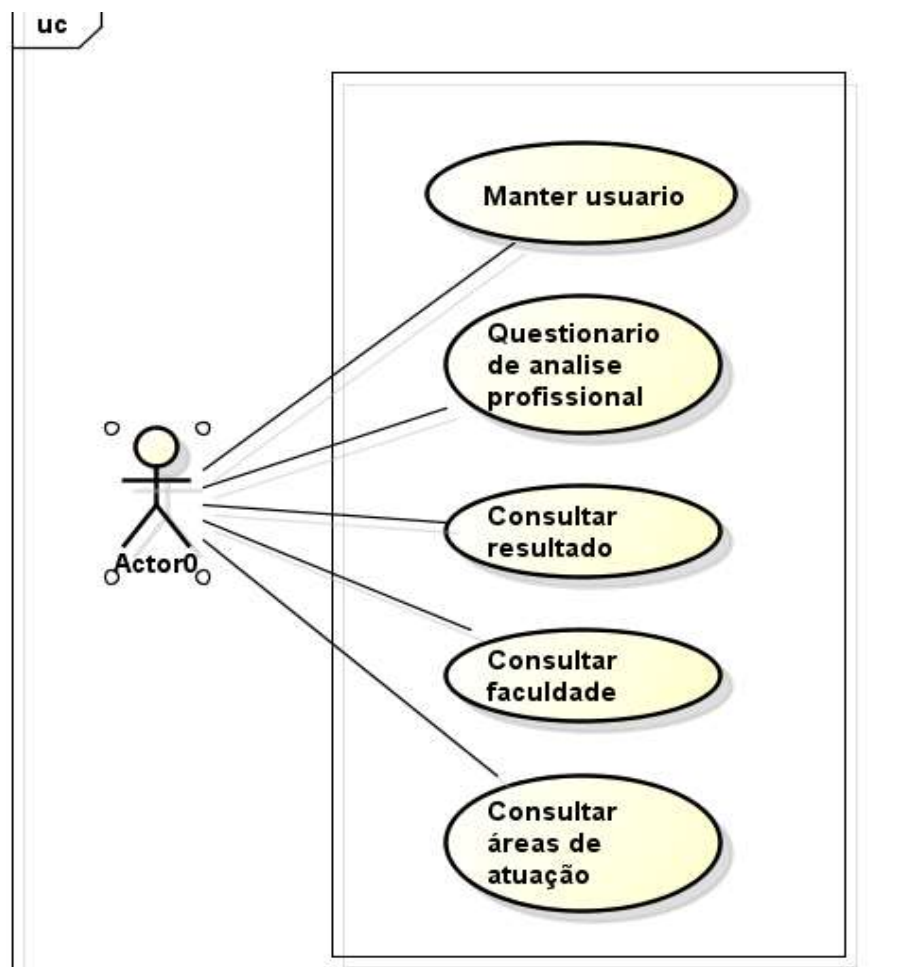 uc
Manter usuario
Questionario
de analise
profissional
Actor0
Consultar
resultado
Consultar
faculdade
Consultar
áreas de
atuação